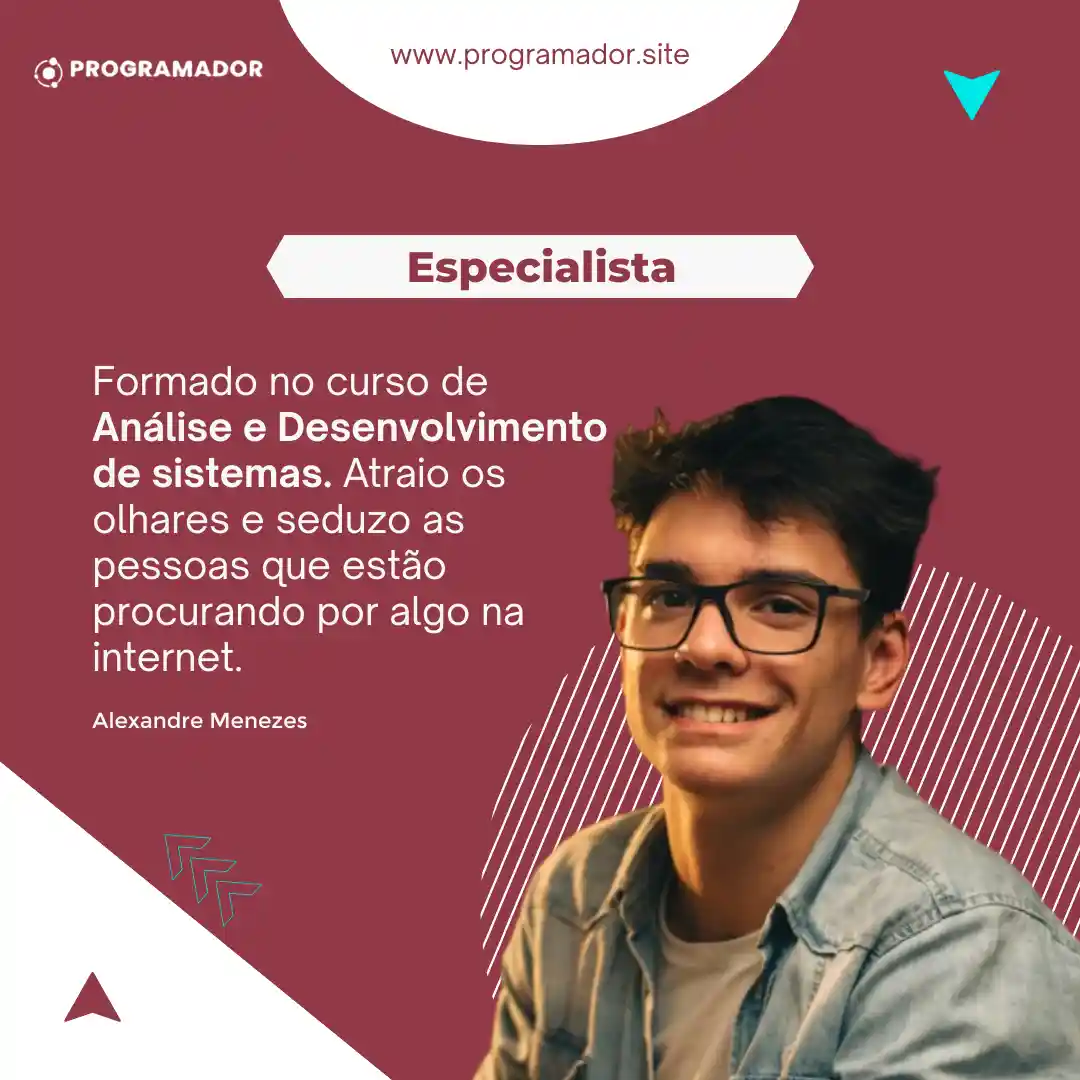 www.programador.site
PROGRAMADOR
Especialista
Formado no curso de
Análise e Desenvolvimento
de sistemas. Atraio os
olhares e seduzo as
pessoas que estão
procurando por algo na
internet.
Alexandre Menezes